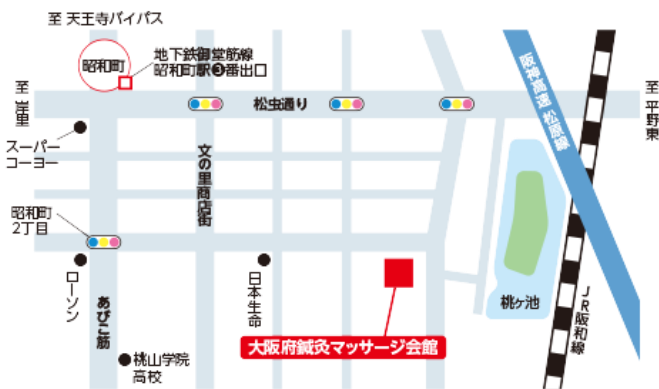 至 天王寺バイパス
昭和町
地下鉄御堂筋線
昭和町駅❸番出口
至 岸里
松虫通り
至 平野東
阪神高速 松原線
スーパー
コーヨー
文の里商店街
昭和町
2丁目
ローソン
あびこ筋
日本生命
桃ヶ池
JR阪和線
大阪府鍼灸マッサージ会館
桃山学院
高校